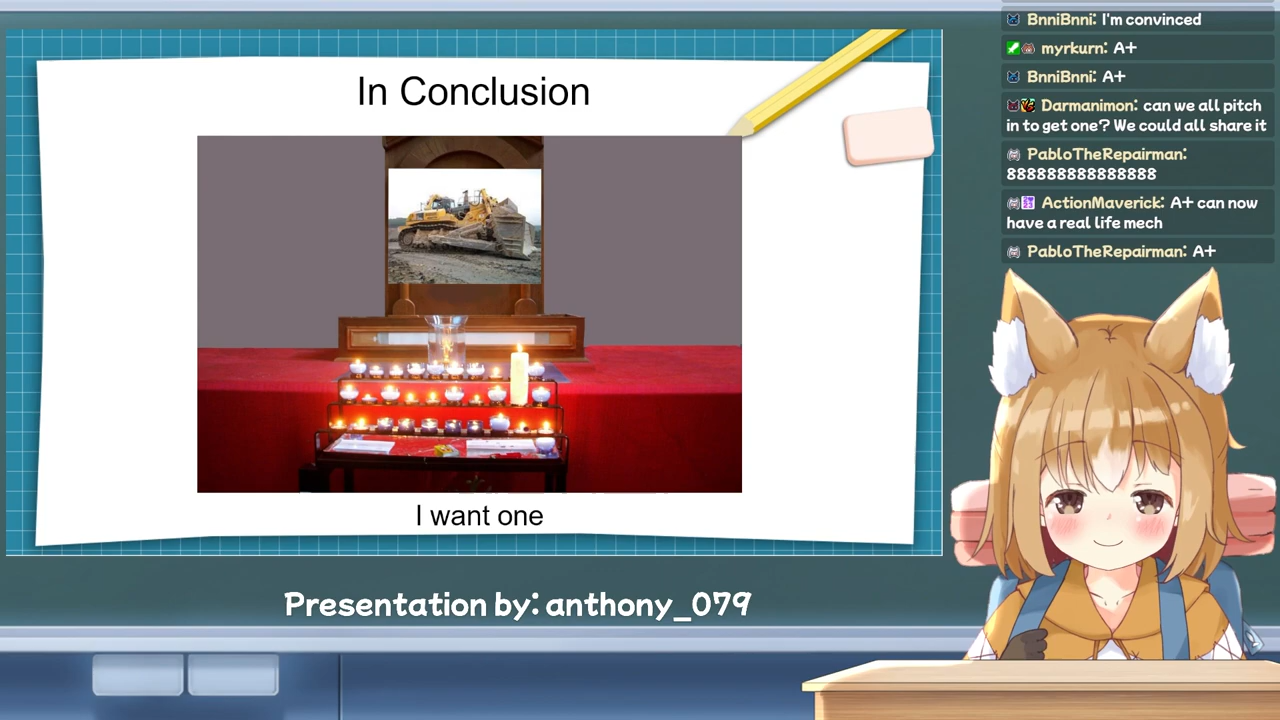 In Conclusion
I want one
Presentation by: anthony_079
BnniBnni: I'm convinced
myrkurn: A+
BnniBnni: A+
Darmanimon: can we all pitch
in to get one? We could all share it
PabloTheRepairman:
888888888888888
ActionMaverick: A+ can now
have a real life mech
PabloTheRepairman: A+